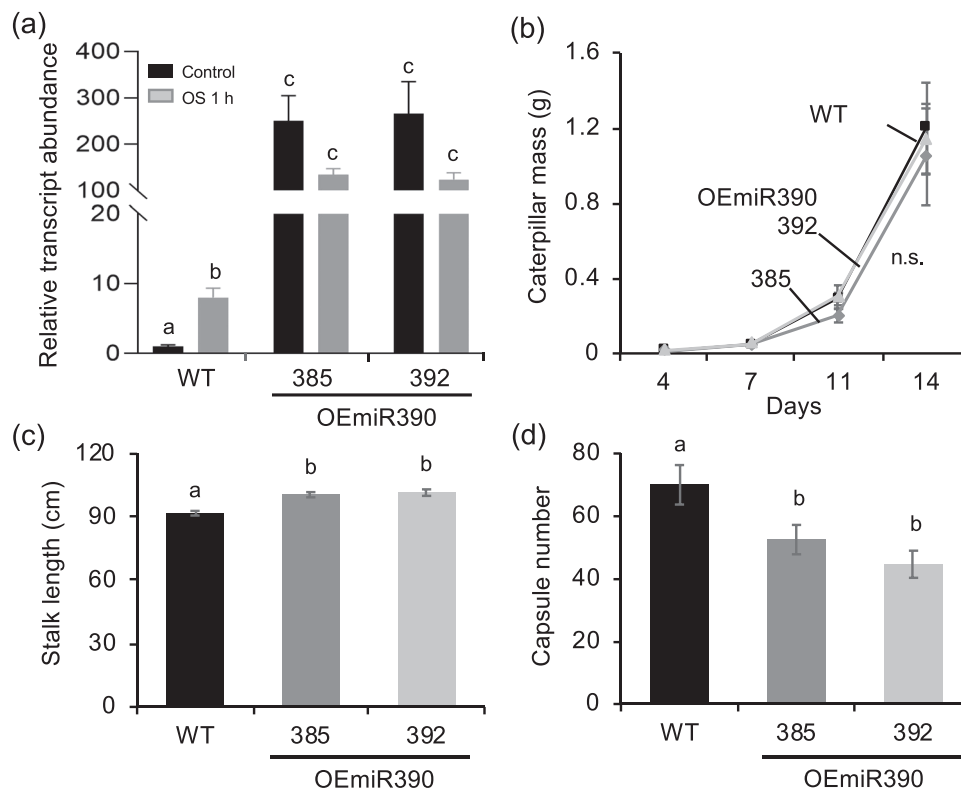 (a)
Relative transcript abundance
400
300
200
100
20
10
0
Control
OS 1 h
a
b
c
c
c
c
WT
385
392
OEmiR390
(b)
Caterpillar mass (g)
1.6
1.2
0.8
0.4
0
WT
OEmiR390
392
385
n.s.
4
7
11
14
Days
(c)
Stalk length (cm)
120
90
60
30
0
a
b
b
WT
385
392
OEmiR390
(d)
Capsule number
80
60
40
20
0
a
b
b
WT
385
392
OEmiR390